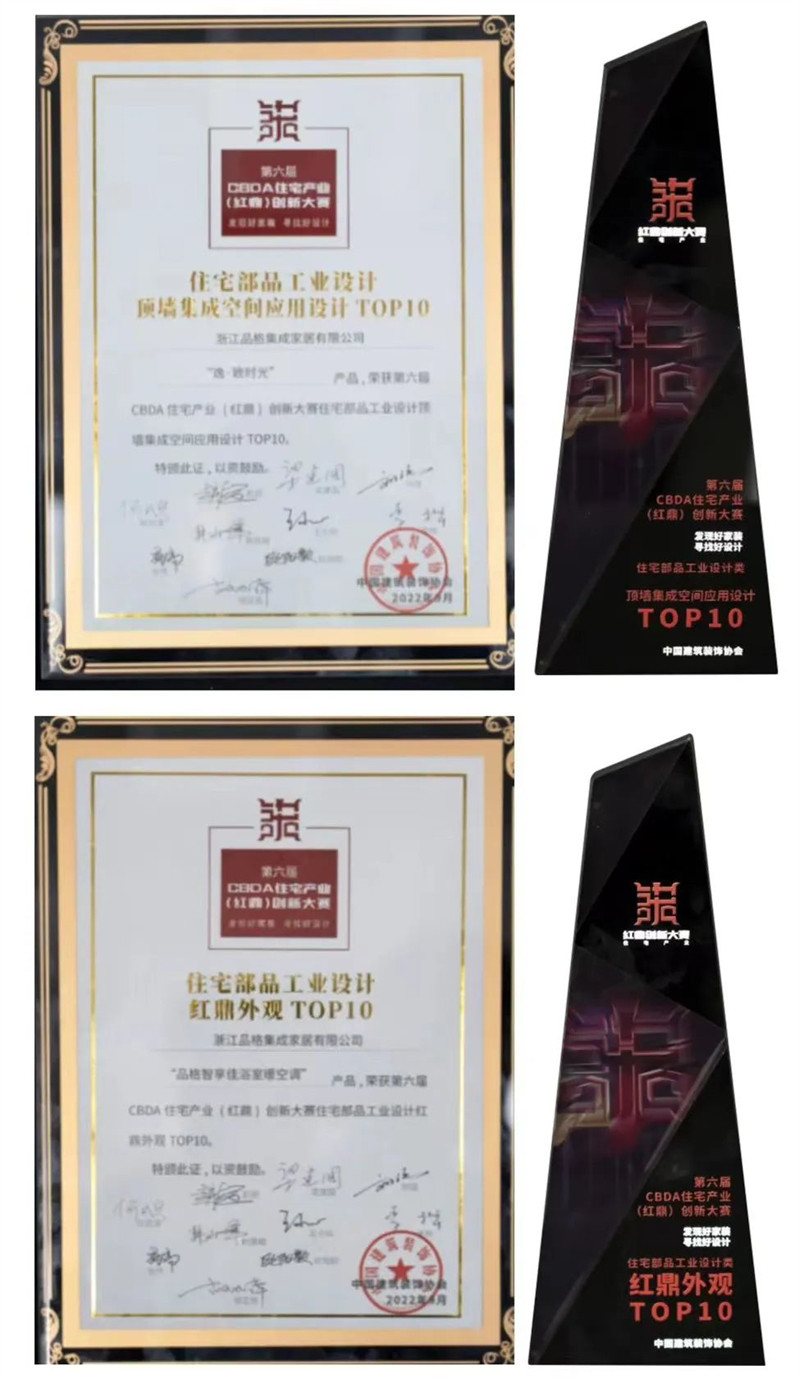 第六届
CBDA住宅产业
（红鼎）创新大赛
发现好家装 寻找好设计
住宅部品工业设计
顶墙集成空间应用设计 TOP10
浙江品格集成家居有限公司
“逸·臻时光” 产品，荣获第六届
CBDA 住宅产业（红鼎）创新大赛住宅部品工业设计顶
墙集成空间应用设计 TOP10。
特颁此证，以资鼓励。
中国建筑装饰协会
2022年9月
红鼎创新大赛
住宅产业
第六届
CBDA住宅产业
（红鼎）创新大赛
发现好家装
寻找好设计
住宅部品工业设计类
顶墙集成空间应用设计
TOP10
中国建筑装饰协会
第六届
CBDA住宅产业
（红鼎）创新大赛
发现好家装 寻找好设计
住宅部品工业设计
红鼎外观 TOP10
浙江品格集成家居有限公司
“品格智享佳浴室暖空调” 产品，荣获第六届
CBDA 住宅产业（红鼎）创新大赛住宅部品工业设计红
鼎外观 TOP10。
特颁此证，以资鼓励。
中国建筑装饰协会
2022年9月
红鼎创新大赛
住宅产业
第六届
CBDA住宅产业
（红鼎）创新大赛
发现好家装
寻找好设计
住宅部品工业设计类
红鼎外观
TOP10
中国建筑装饰协会